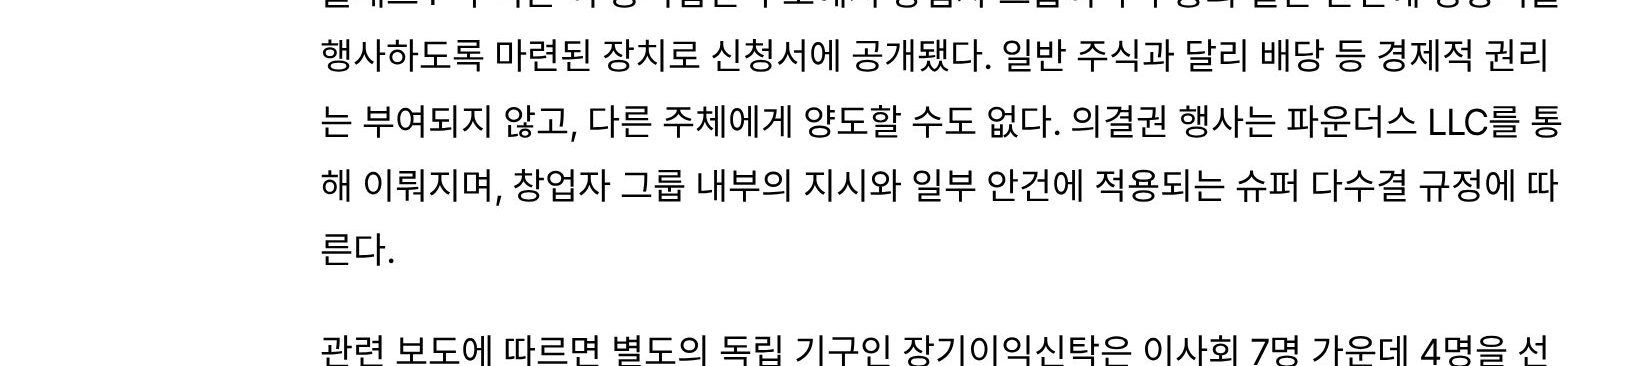 행사하도록 마련된 장치로 신청서에 공개됐다. 일반 주식과 달리 배당 등 경제적 권리
는 부여되지 않고, 다른 주체에게 양도할 수도 없다. 의결권 행사는 파운더스 LLC를 통
해 이뤄지며, 창업자 그룹 내부의 지시와 일부 안건에 적용되는 슈퍼 다수결 규정에 따
른다.
관련 보도에 따르면 별도의 독립 기구인 장기이익신탁은 이사회 7명 가운데 4명을 선